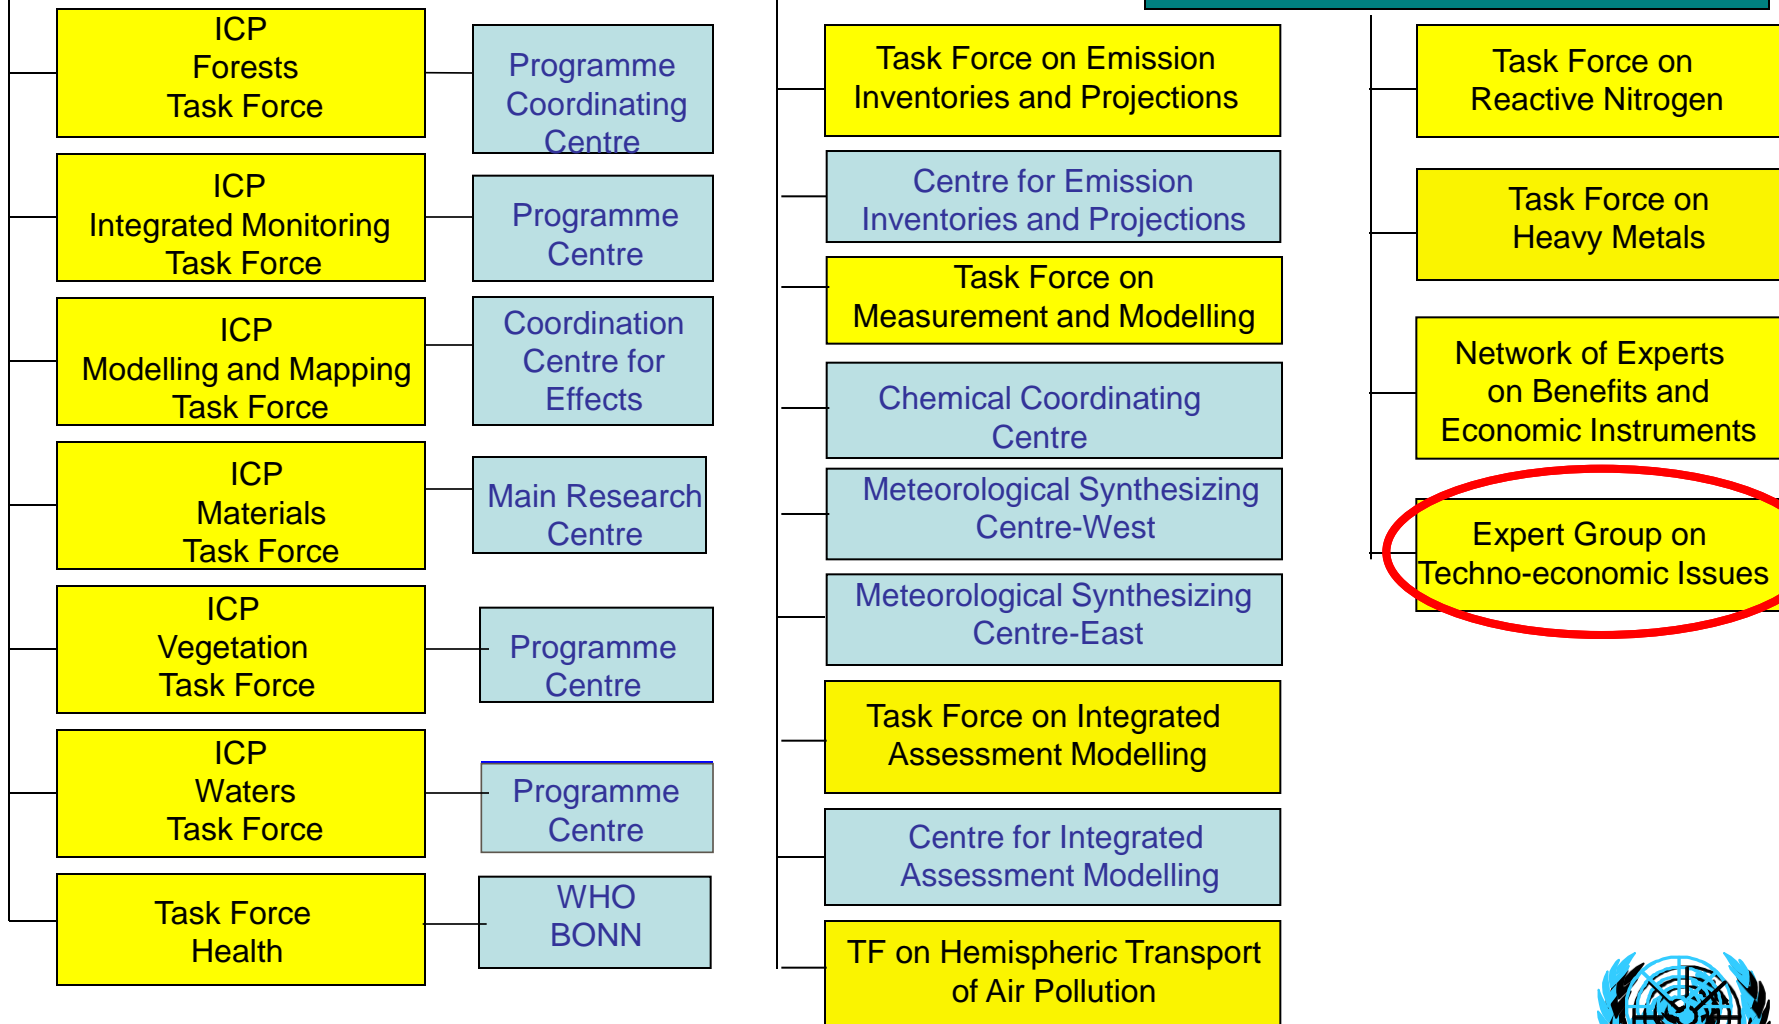 ICP
Forests
Task Force
Programme
Coordinating
Centre
ICP
Integrated Monitoring
Task Force
Programme
Centre
ICP
Modelling and Mapping
Task Force
Coordination
Centre for
Effects
ICP
Materials
Task Force
Main Research
Centre
ICP
Vegetation
Task Force
Programme
Centre
ICP
Waters
Task Force
Programme
Centre
Task Force
Health
WHO
BONN
Task Force on Emission
Inventories and Projections
Centre for Emission
Inventories and Projections
Task Force on
Measurement and Modelling
Chemical Coordinating
Centre
Meteorological Synthesizing
Centre-West
Meteorological Synthesizing
Centre-East
Task Force on Integrated
Assessment Modelling
Centre for Integrated
Assessment Modelling
TF on Hemispheric Transport
of Air Pollution
Task Force on
Reactive Nitrogen
Task Force on
Heavy Metals
Network of Experts
on Benefits and
Economic Instruments
Expert Group on
Techno-economic Issues